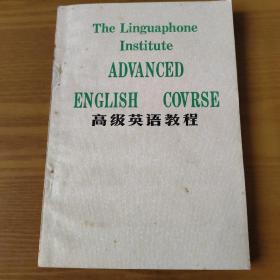 The Linguaphone
Institute
ADVANCED
ENGLISH COVRSE
高级英语教程